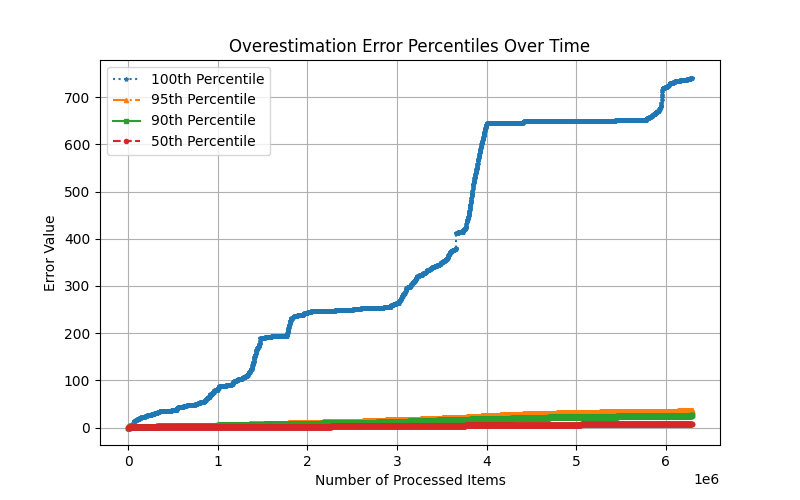 Overestimation Error Percentiles Over Time
100th Percentile
95th Percentile
90th Percentile
50th Percentile
700
600
500
400
300
200
100
0
Error Value
0 1 2 3 4 5 6
1e6
Number of Processed Items